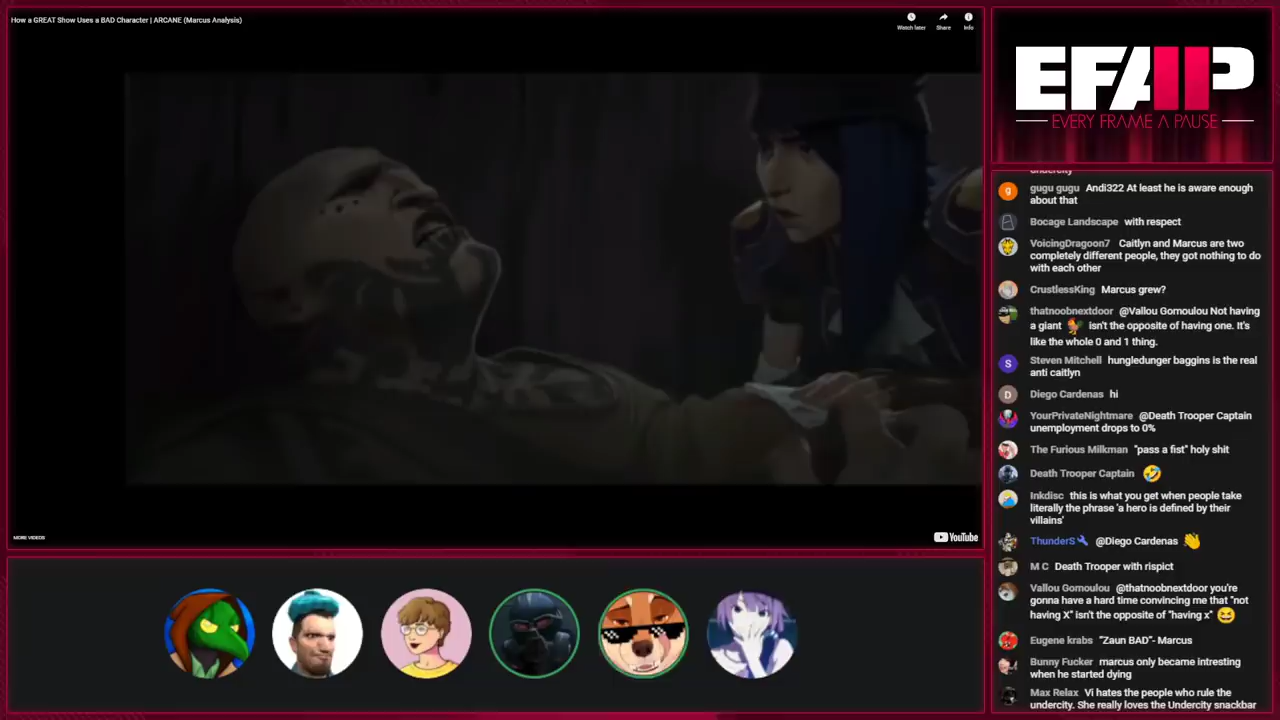 How a GREAT Show Uses a BAD Character | ARCANE (Marcus Analysis)
Watch later
Share
Info
MORE VIDEOS
YouTube
EFAP
EVERY FRAME A PAUSE
undercity
gugu gugu Andi322 At least he is aware enough
about that
Bocage Landscape with respect
VoicingDragoon7 Caitlyn and Marcus are two
completely different people, they got nothing to do
with each other
CrustlessKing Marcus grew?
thatnoobnextdoor @Vallou Gomoulou Not having
a giant 🐓 isn't the opposite of having one. It's
like the whole 0 and 1 thing.
S
Steven Mitchell hungledunger baggins is the real
anti caitlyn
D
Diego Cardenas hi
YourPrivateNightmare @Death Trooper Captain
unemployment drops to 0%
The Furious Milkman "pass a fist" holy shit
Death Trooper Captain 🤣
Inkdisc this is what you get when people take
literally the phrase 'a hero is defined by their
villains'
ThunderS @Diego Cardenas 👋
M C Death Trooper with rispict
Vallou Gomoulou @thatnoobnextdoor you're
gonna have a hard time convincing me that "not
having X" isn't the opposite of "having x" 😆
Eugene krabs "Zaun BAD"- Marcus
Bunny Fucker marcus only became intresting
when he started dying
Max Relax Vi hates the people who rule the
undercity. She really loves the Undercity snackbar